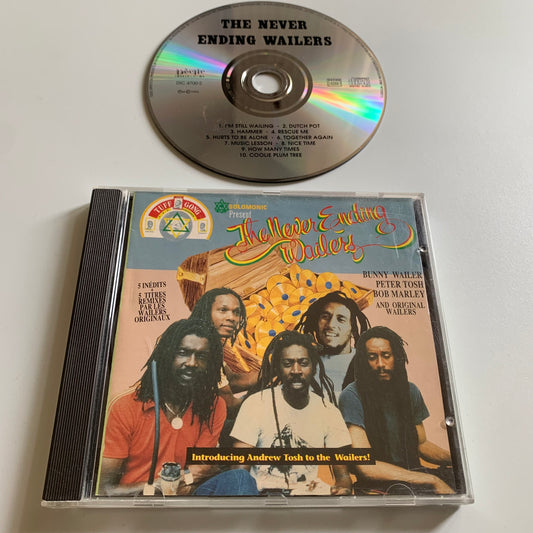 THE NEVER
ENDING WAILERS
1. I'M STILL WAILING - 2. DUTCH POT
3. HAMMER - 4. RESCUE ME
5. HURTS TO BE ALONE - 6. TOGETHER AGAIN
7. MUSIC LESSON - 8. NICE TIME
9. HOW MANY TIMES
10. COOLIE PLUM TREE
TUFF GONG
SOLOMONIC
Present
The Never Ending
Wailers
BUNNY WAILER
PETER TOSH
BOB MARLEY
AND ORIGINAL
WAILERS
5 INÉDITS
5 TITRES
REMIXES
PAR LES
WAILERS
ORIGINAUX
Introducing Andrew Tosh to the Wailers!